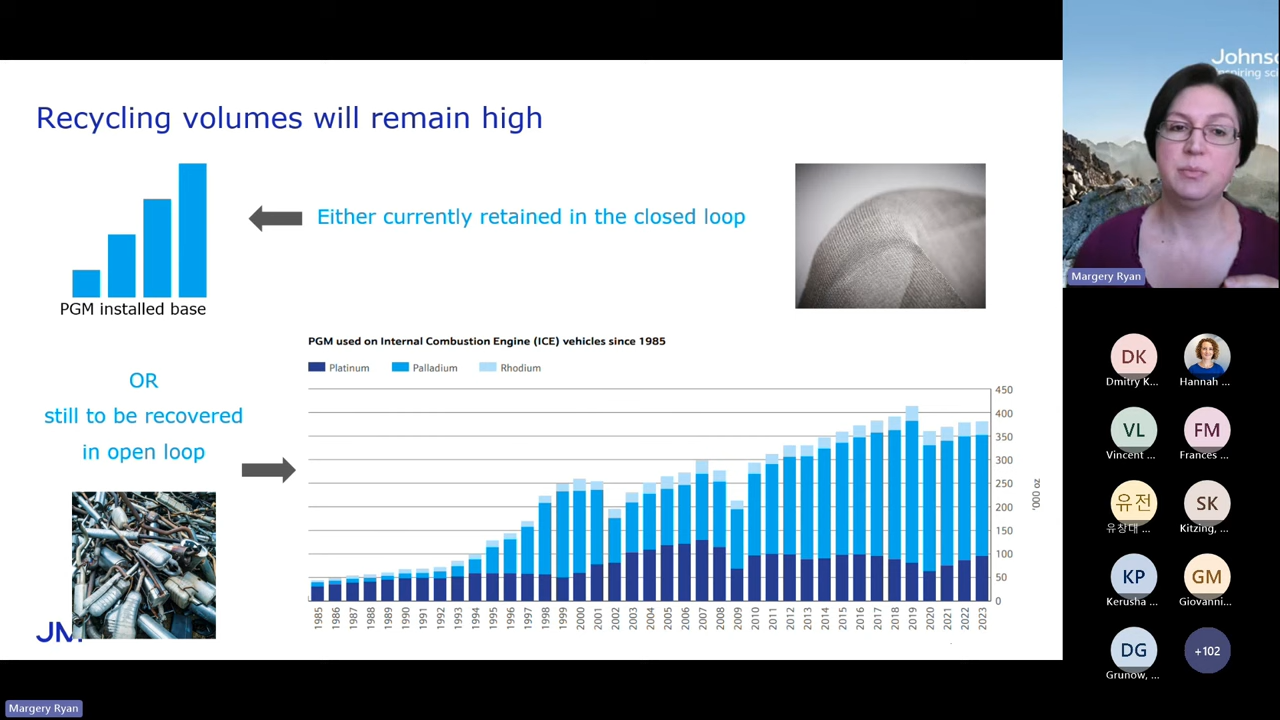 Recycling volumes will remain high
Either currently retained in the closed loop
PGM installed base
OR
still to be recovered
in open loop
PGM used on Internal Combustion Engine (ICE) vehicles since 1985
Platinum
Palladium
Rhodium
450
400
350
300
250
200
150
100
50
0
'000 oz
1985
1986
1987
1988
1989
1990
1991
1992
1993
1994
1995
1996
1997
1998
1999
2000
2001
2002
2003
2004
2005
2006
2007
2008
2009
2010
2011
2012
2013
2014
2015
2016
2017
2018
2019
2020
2021
2022
2023
JM
Johns
inspiring sci
Margery Ryan
DK
Dmitry K...
Hannah ...
VL
Vincent ...
FM
Frances ...
유전
유창대 ...
SK
Kitzing, ...
KP
Kerusha ...
GM
Giovanni...
DG
Grunow, ...
+102
Margery Ryan